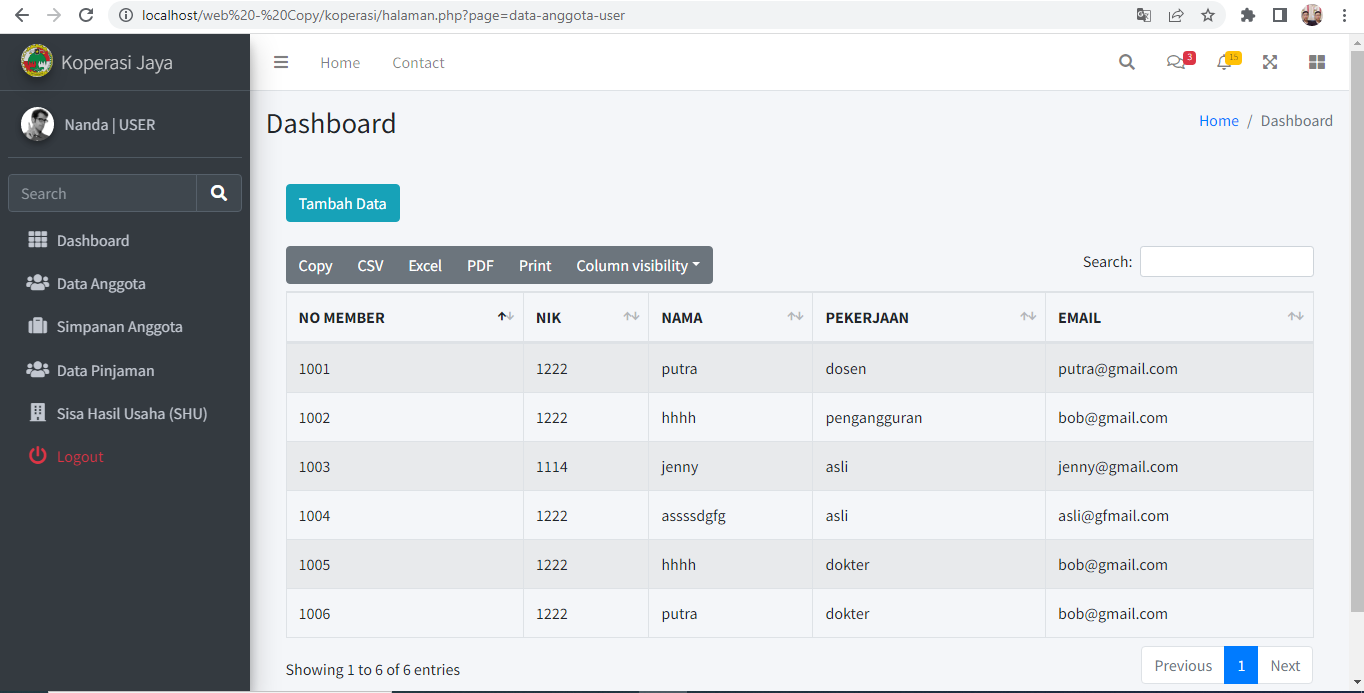 localhost/web%20-%20Copy/koperasi/halaman.php?page=data-anggota-user
Koperasi Jaya
Home Contact
3
15
Nanda | USER
Dashboard
Home / Dashboard
Search
Dashboard
Data Anggota
Simpanan Anggota
Data Pinjaman
Sisa Hasil Usaha (SHU)
Logout
Tambah Data
Copy CSV Excel PDF Print Column visibility
Search:
NO MEMBER NIK NAMA PEKERJAAN EMAIL
1001 1222 putra dosen putra@gmail.com
1002 1222 hhhh pengangguran bob@gmail.com
1003 1114 jenny asli jenny@gmail.com
1004 1222 assssdgfg asli asli@gfmail.com
1005 1222 hhhh dokter bob@gmail.com
1006 1222 putra dokter bob@gmail.com
Showing 1 to 6 of 6 entries
Previous 1 Next